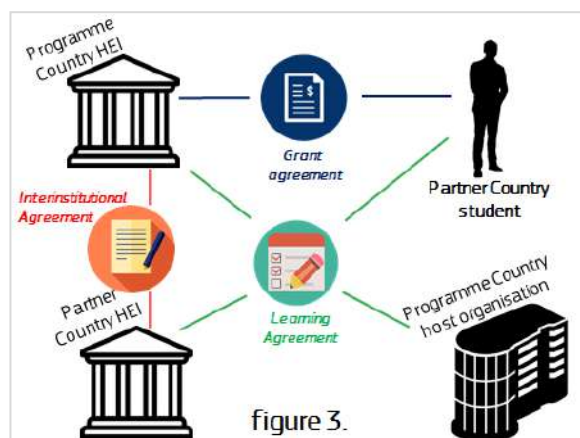 Programme
Country HEI
$
Grant
agreement
Partner Country
student
Interinstitutional
Agreement
Partner
Country HEI
Learning
Agreement
Programme Country
host organisation
figure 3.